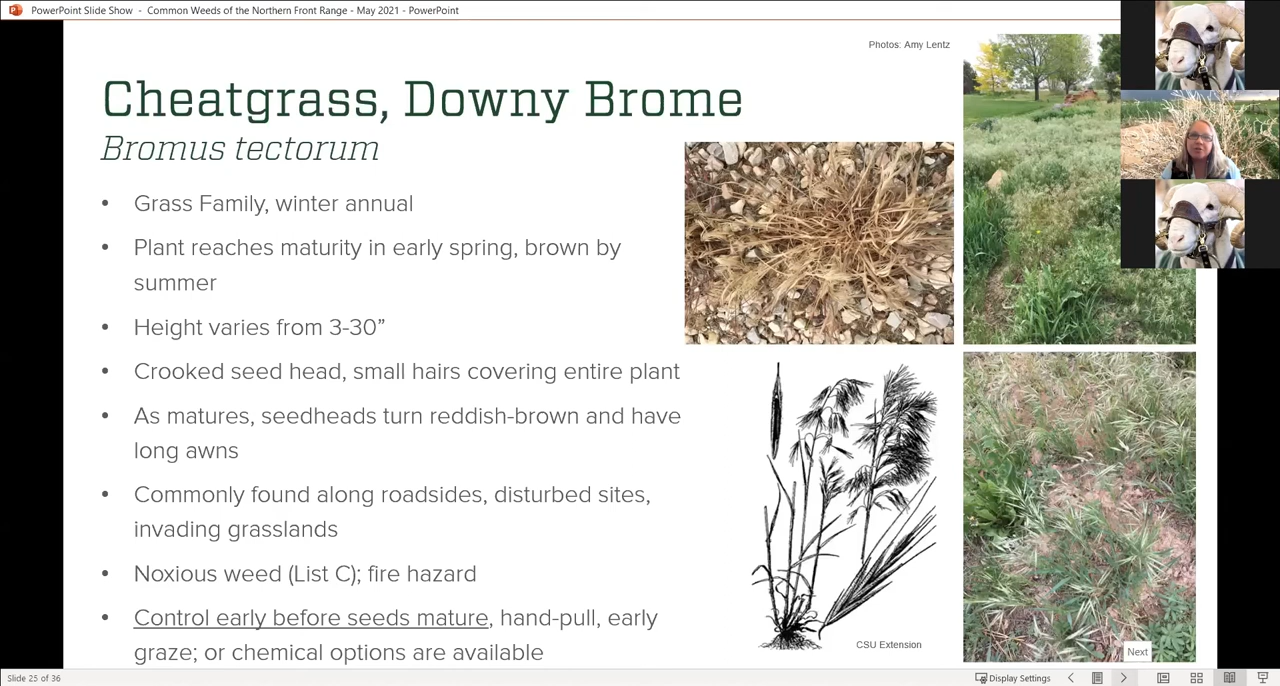 PowerPoint Slide Show - Common Weeds of the Northern Front Range - May 2021 - PowerPoint
Photos: Amy Lentz
Cheatgrass, Downy Brome
Bromus tectorum
• Grass Family, winter annual
• Plant reaches maturity in early spring, brown by
summer
• Height varies from 3-30”
• Crooked seed head, small hairs covering entire plant
• As matures, seedheads turn reddish-brown and have
long awns
• Commonly found along roadsides, disturbed sites,
invading grasslands
• Noxious weed (List C); fire hazard
• Control early before seeds mature, hand-pull, early
graze; or chemical options are available
CSU Extension
Next
Slide 25 of 36
Display Settings